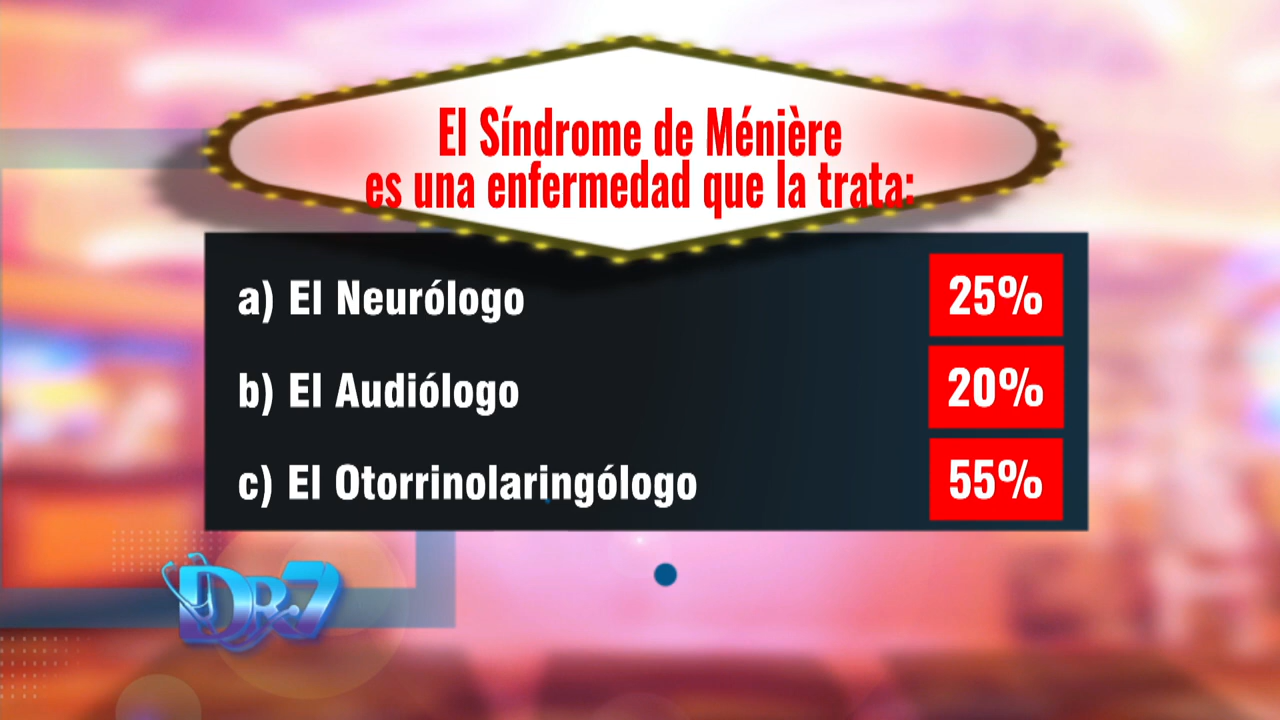 El Síndrome de Ménière
es una enfermedad que la trata:
a) El Neurólogo 25%
b) El Audiólogo 20%
c) El Otorrinolaringólogo 55%
DR.7